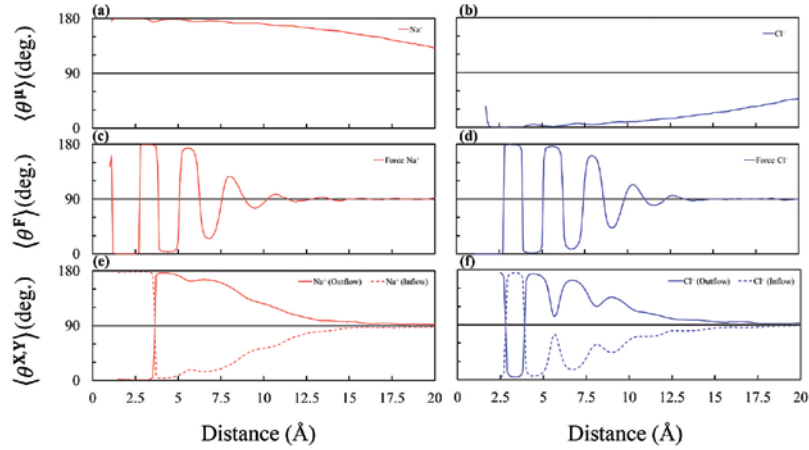 (a)
180
90
0
⟨θ^μ⟩(deg.)
Na⁺
(b)
Cl⁻
(c)
180
90
0
⟨θ^F⟩(deg.)
Force Na⁺
(d)
Force Cl⁻
(e)
180
90
0
⟨θ^X,Y⟩(deg.)
Na⁺ (Outflow) Na⁺ (Inflow)
(f)
Cl⁻ (Outflow) Cl⁻ (Inflow)
0 2.5 5 7.5 10 12.5 15 17.5 20
0 2.5 5 7.5 10 12.5 15 17.5 20
Distance (Å)
Distance (Å)